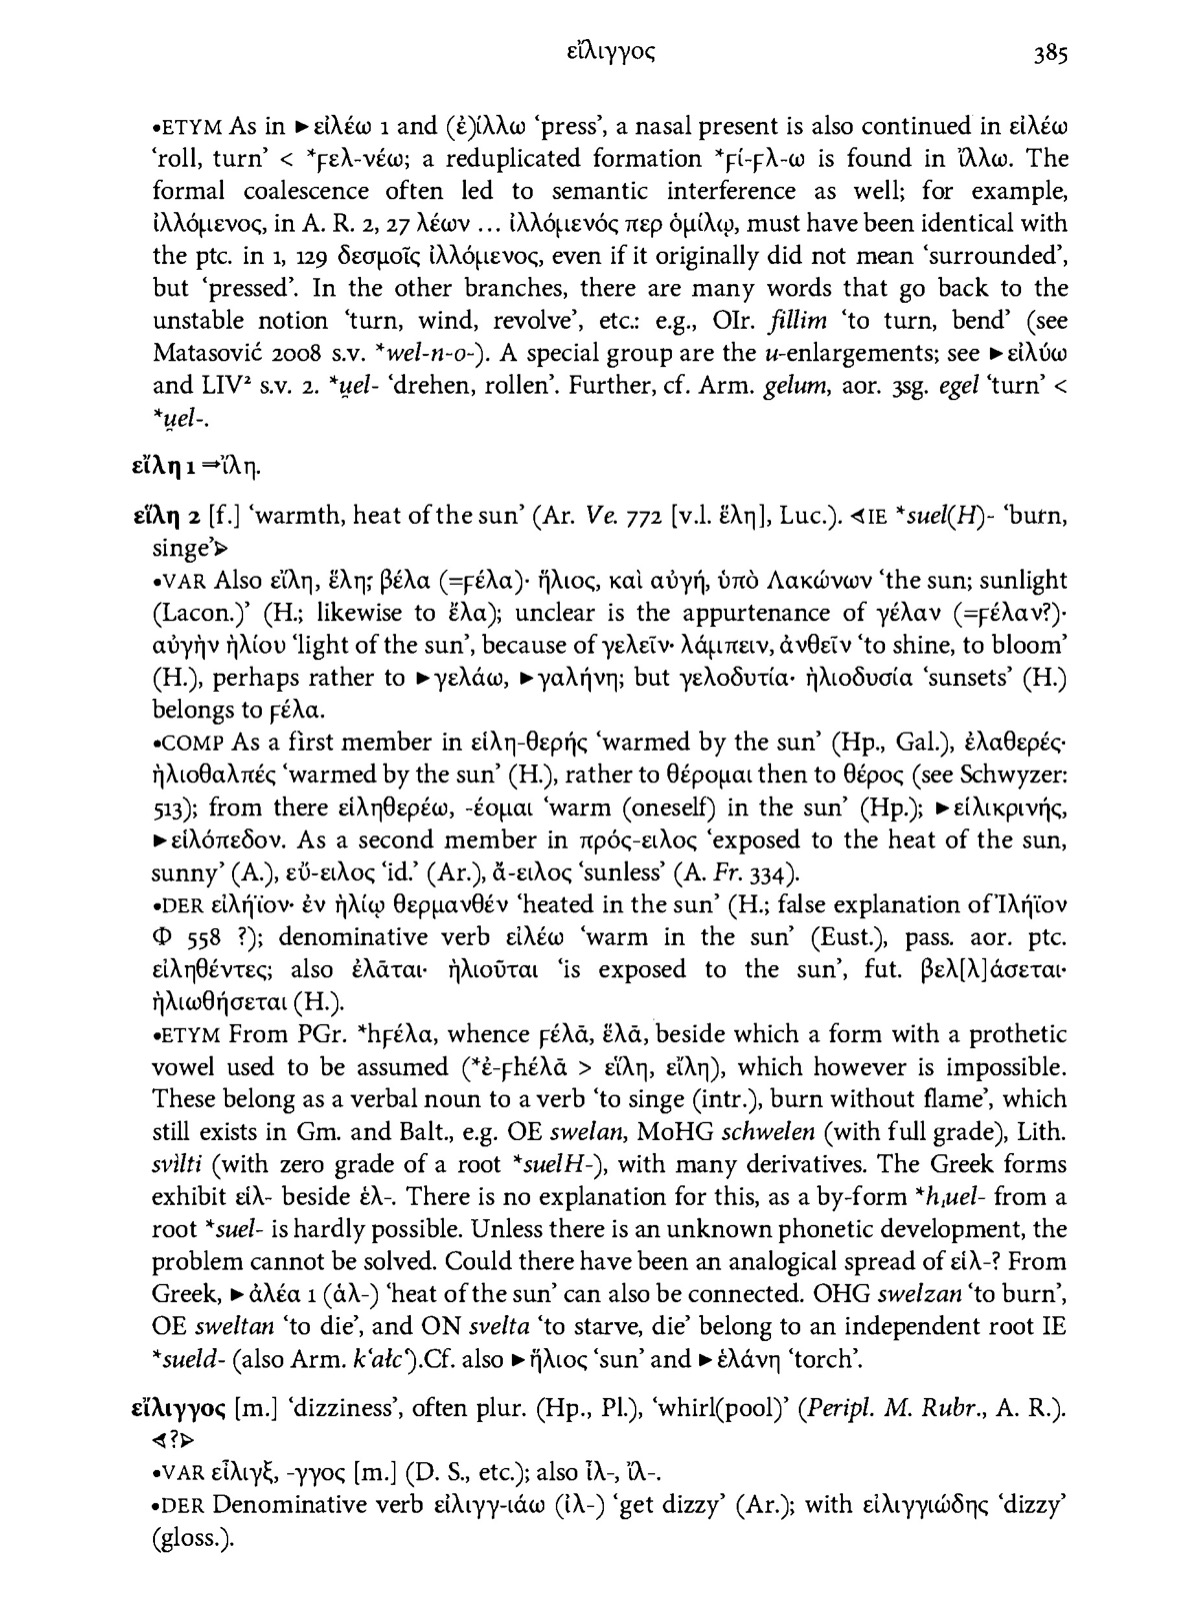 εἴλιγγος 385
•ETYM As in ►εἰλέω 1 and (ἐ)ίλλω ‘press’, a nasal present is also continued in εἰλέω
‘roll, turn’ < *ϝελ-νέω; a reduplicated formation *ϝί-ϝλ-ω is found in ἴλλω. The
formal coalescence often led to semantic interference as well; for example,
ἰλλόμενος, in A. R. 2, 27 λέων … ἰλλόμενός περ ὁμίλῳ, must have been identical with
the ptc. in 1, 129 δεσμοῖς ἰλλόμενος, even if it originally did not mean ‘surrounded’,
but ‘pressed’. In the other branches, there are many words that go back to the
unstable notion ‘turn, wind, revolve’, etc.: e.g., OIr. fillim ‘to turn, bend’ (see
Matasović 2008 s.v. *wel-n-o-). A special group are the u-enlargements; see ►εἰλύω
and LIV² s.v. 2. *u̯el- ‘drehen, rollen’. Further, cf. Arm. gelum, aor. 3sg. egel ‘turn’ <
*u̯el-.
εἴλη 1 ⇒ἴλη.
εἵλη 2 [f.] ‘warmth, heat of the sun’ (Ar. Ve. 772 [v.l. ἕλη], Luc.). ⊲IE *suel(H)- ‘burn,
singe’⊳
•VAR Also εἴλη, ἕλη; βέλα (=ϝέλα)· ἥλιος, καὶ αὐγή, ὑπὸ Λακώνων ‘the sun; sunlight
(Lacon.)’ (H.; likewise to ἕλα); unclear is the appurtenance of γέλαν (=ϝέλαν?)·
αὐγὴν ἡλίου ‘light of the sun’, because of γελεῖν· λάμπειν, ἀνθεῖν ‘to shine, to bloom’
(H.), perhaps rather to ►γελάω, ►γαλήνη; but γελοδυτία· ἡλιοδυσία ‘sunsets’ (H.)
belongs to ϝέλα.
•COMP As a first member in εἱλη-θερής ‘warmed by the sun’ (Hp., Gal.), ἐλαθερές·
ἡλιοθαλπές ‘warmed by the sun’ (H.), rather to θέρομαι then to θέρος (see Schwyzer:
513); from there εἱληθερέω, -έομαι ‘warm (oneself) in the sun’ (Hp.); ►εἰλικρινής,
►εἱλόπεδον. As a second member in πρός-ειλος ‘exposed to the heat of the sun,
sunny’ (A.), εὔ-ειλος ‘id.’ (Ar.), ἄ-ειλος ‘sunless’ (A. Fr. 334).
•DER εἰλήϊον· ἐν ἡλίῳ θερμανθέν ‘heated in the sun’ (H.; false explanation of Ἰλήϊον
Φ 558 ?); denominative verb εἰλέω ‘warm in the sun’ (Eust.), pass. aor. ptc.
εἰληθέντες; also ἐλᾶται· ἡλιοῦται ‘is exposed to the sun’, fut. βελ[λ]άσεται·
ἡλιωθήσεται (H.).
•ETYM From PGr. *hϝέλα, whence ϝέλᾱ, ἕλᾱ, beside which a form with a prothetic
vowel used to be assumed (*ἐ-ϝhέλᾱ > εἵλη, εἴλη), which however is impossible.
These belong as a verbal noun to a verb ‘to singe (intr.), burn without flame’, which
still exists in Gm. and Balt., e.g. OE swelan, MoHG schwelen (with full grade), Lith.
svìlti (with zero grade of a root *suelH-), with many derivatives. The Greek forms
exhibit εἱλ- beside ἑλ-. There is no explanation for this, as a by-form *h₁uel- from a
root *suel- is hardly possible. Unless there is an unknown phonetic development, the
problem cannot be solved. Could there have been an analogical spread of εἱλ-? From
Greek, ►ἀλέα 1 (ἁλ-) ‘heat of the sun’ can also be connected. OHG swelzan ‘to burn’,
OE sweltan ‘to die’, and ON svelta ‘to starve, die’ belong to an independent root IE
*sueld- (also Arm. k‘ałc‘).Cf. also ►ἥλιος ‘sun’ and ►ἑλάνη ‘torch’.
εἴλιγγος [m.] ‘dizziness’, often plur. (Hp., Pl.), ‘whirl(pool)’ (Peripl. M. Rubr., A. R.).
⊲?⊳
•VAR εἶλιγξ, -γγος [m.] (D. S., etc.); also ἶλ-, ἴλ-.
•DER Denominative verb εἰλιγγ-ιάω (ἰλ-) ‘get dizzy’ (Ar.); with εἰλιγγιώδης ‘dizzy’
(gloss.).